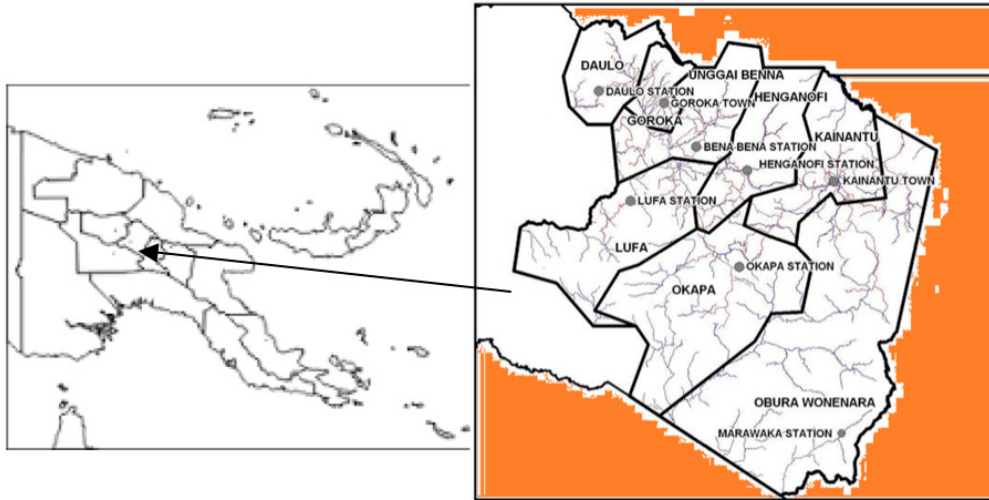 DAULO
UNGGAI BENNA
DAULO STATION
HENGANOFI
GOROKA TOWN
GOROKA
KAINANTU
BENA BENA STATION
HENGANOFI STATION
KAINANTU TOWN
LUFA STATION
LUFA
OKAPA STATION
OKAPA
OBURA WONENARA
MARAWAKA STATION